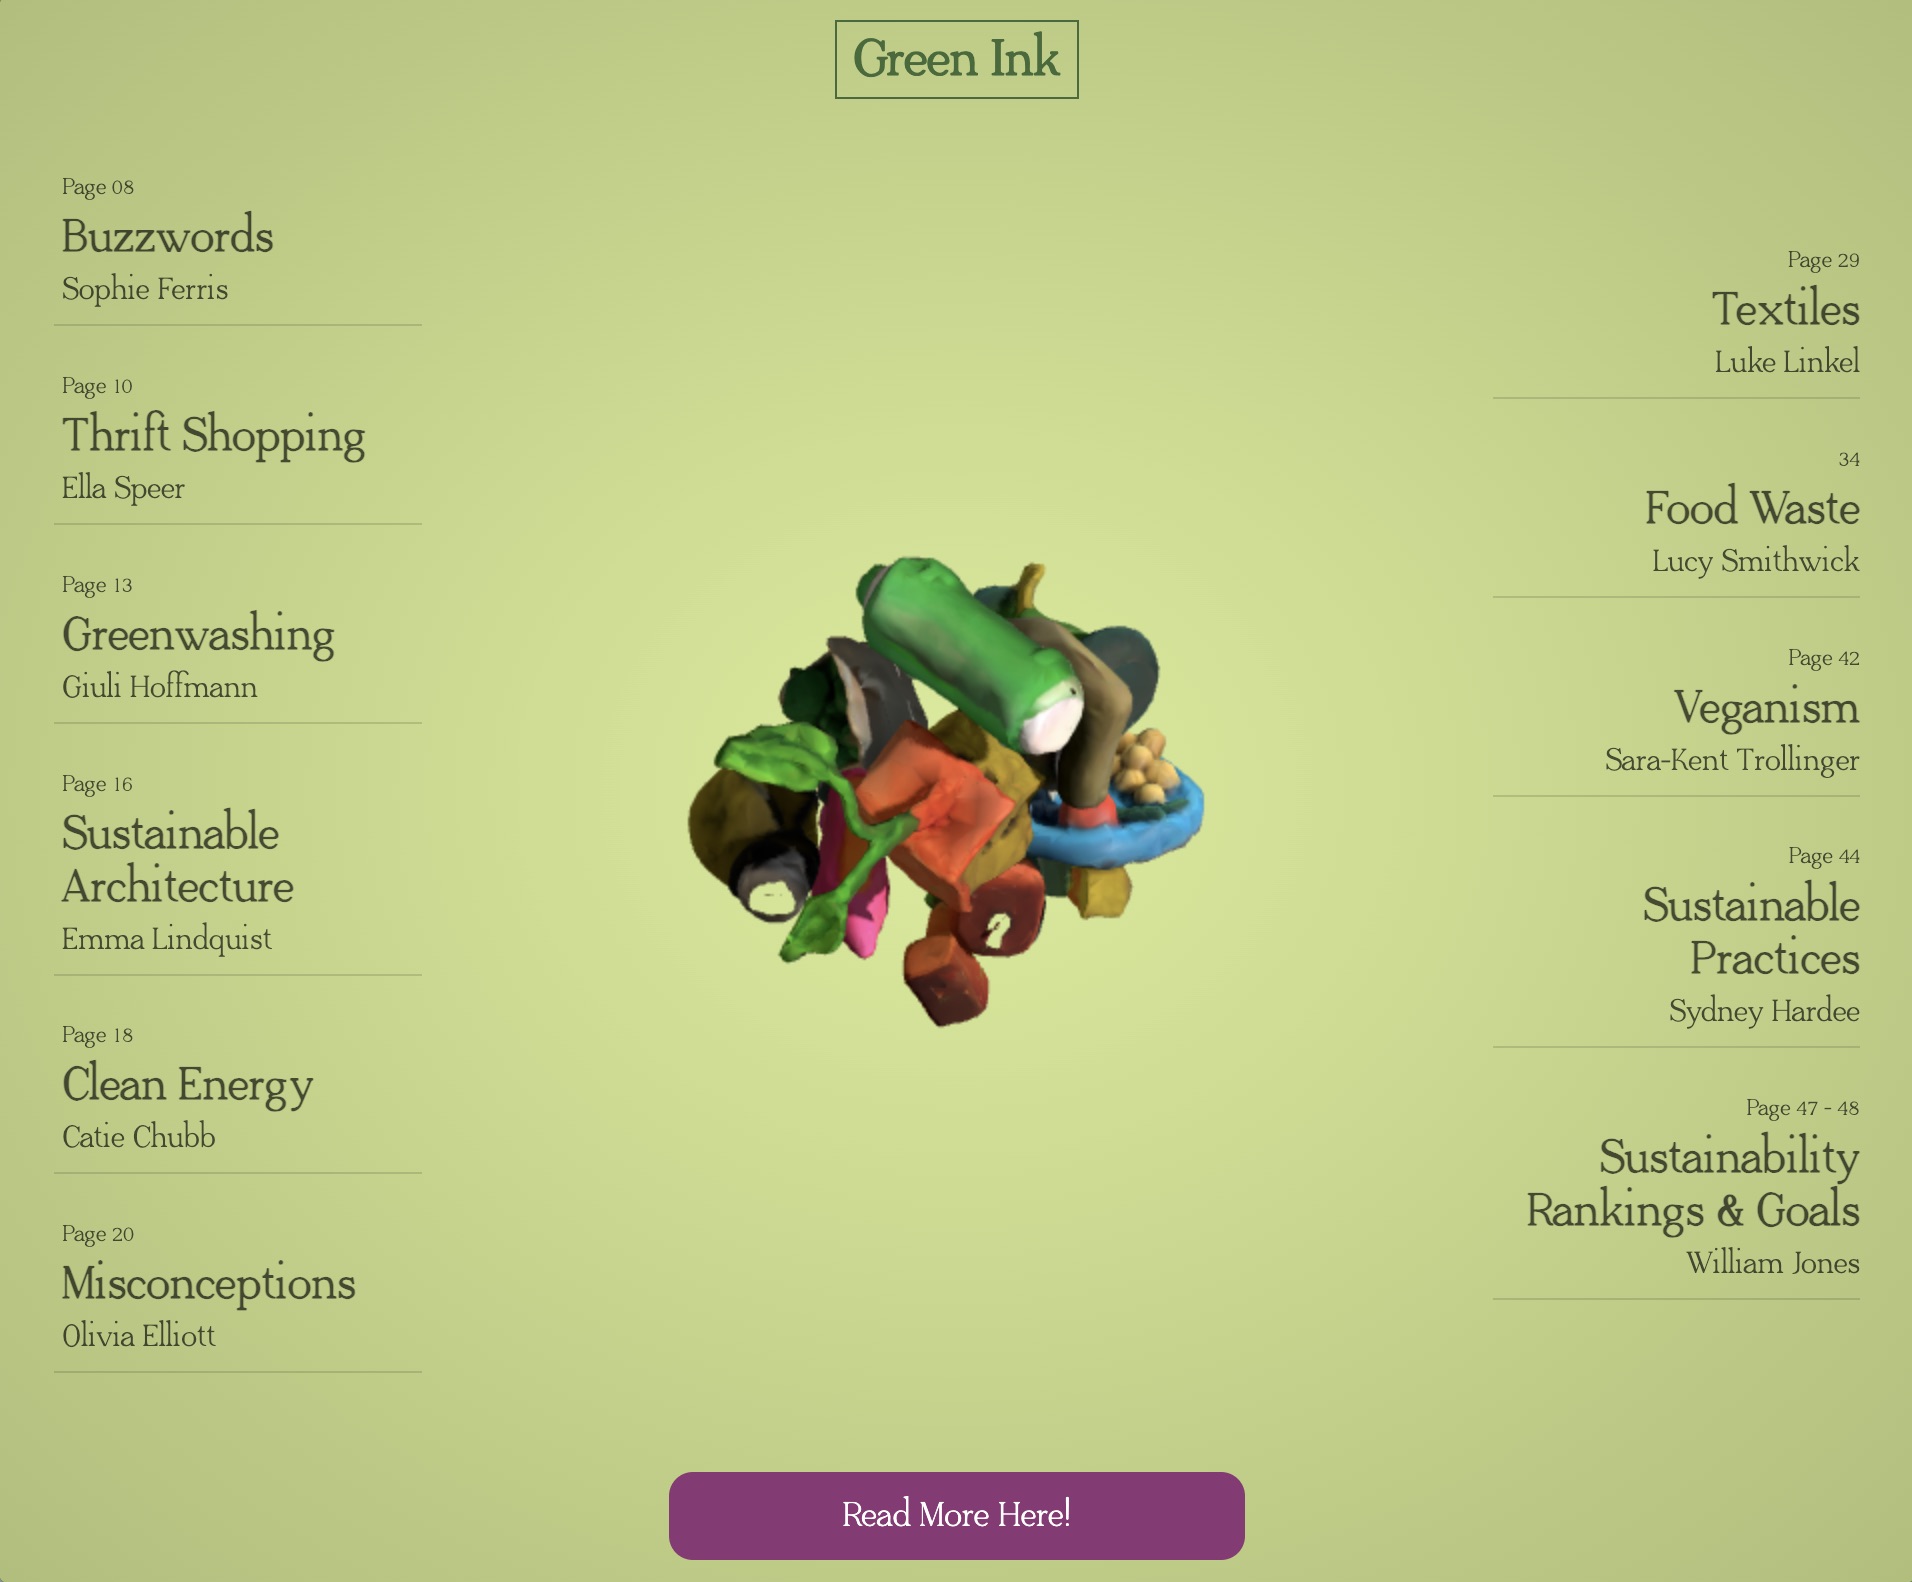 Green Ink
Page 08
Buzzwords
Sophie Ferris
Page 10
Thrift Shopping
Ella Speer
Page 13
Greenwashing
Giuli Hoffmann
Page 16
Sustainable
Architecture
Emma Lindquist
Page 18
Clean Energy
Catie Chubb
Page 20
Misconceptions
Olivia Elliott
Page 29
Textiles
Luke Linkel
34
Food Waste
Lucy Smithwick
Page 42
Veganism
Sara-Kent Trollinger
Page 44
Sustainable
Practices
Sydney Hardee
Page 47 - 48
Sustainability
Rankings & Goals
William Jones
Read More Here!